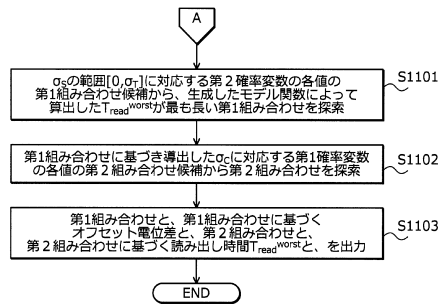 A
σSの範囲[0,σT]に対応する第２確率変数の各値の
第1組み合わせ候補から、生成したモデル関数によって
算出したTreadworstが最も長い第1組み合わせを探索
S1101
第1組み合わせに基づき導出したσCに対応する第1確率変数
の各値の第２組み合わせ候補から第２組み合わせを探索
S1102
第1組み合わせと、第1組み合わせに基づく
オフセット電位差と、第２組み合わせと、
第２組み合わせに基づく読み出し時間Treadworstと、を出力
S1103
END